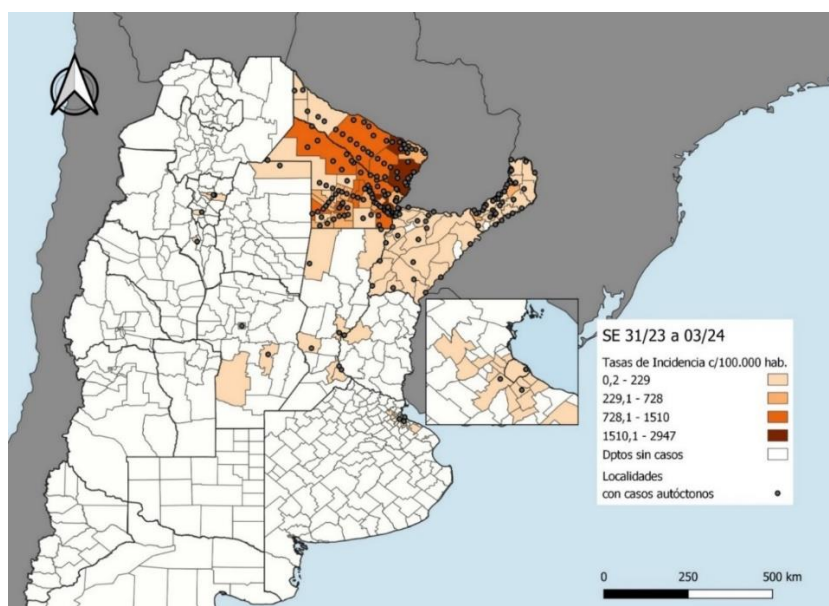 SE 31/23 a 03/24
Tasas de Incidencia c/100.000 hab.
0,2 - 229
229,1 - 728
728,1 - 1510
1510,1 - 2947
Dptos sin casos
Localidades
con casos autóctonos
0 250 500 km